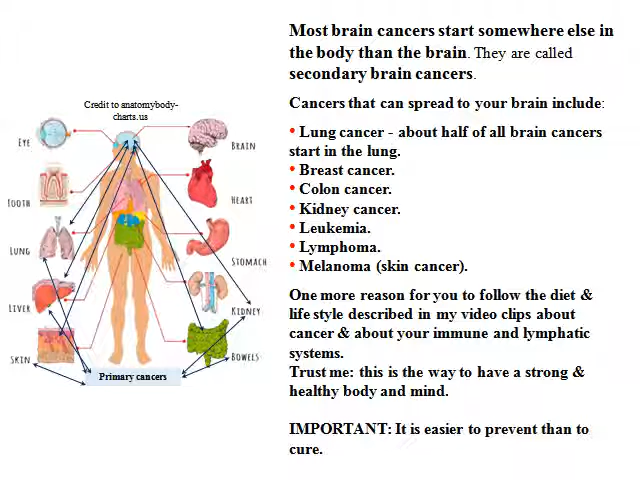 Most brain cancers start somewhere else in
the body than the brain. They are called
secondary brain cancers.
Cancers that can spread to your brain include:
• Lung cancer - about half of all brain cancers
start in the lung.
• Breast cancer.
• Colon cancer.
• Kidney cancer.
• Leukemia.
• Lymphoma.
• Melanoma (skin cancer).
One more reason for you to follow the diet &
life style described in my video clips about
cancer & about your immune and lymphatic
systems.
Trust me: this is the way to have a strong &
healthy body and mind.
IMPORTANT: It is easier to prevent than to
cure.
Credit to anatomybody-
charts.us
EYE
BRAIN
TOOTH
HEART
LUNG
STOMACH
LIVER
KIDNEY
SKIN
BOWELS
Primary cancers